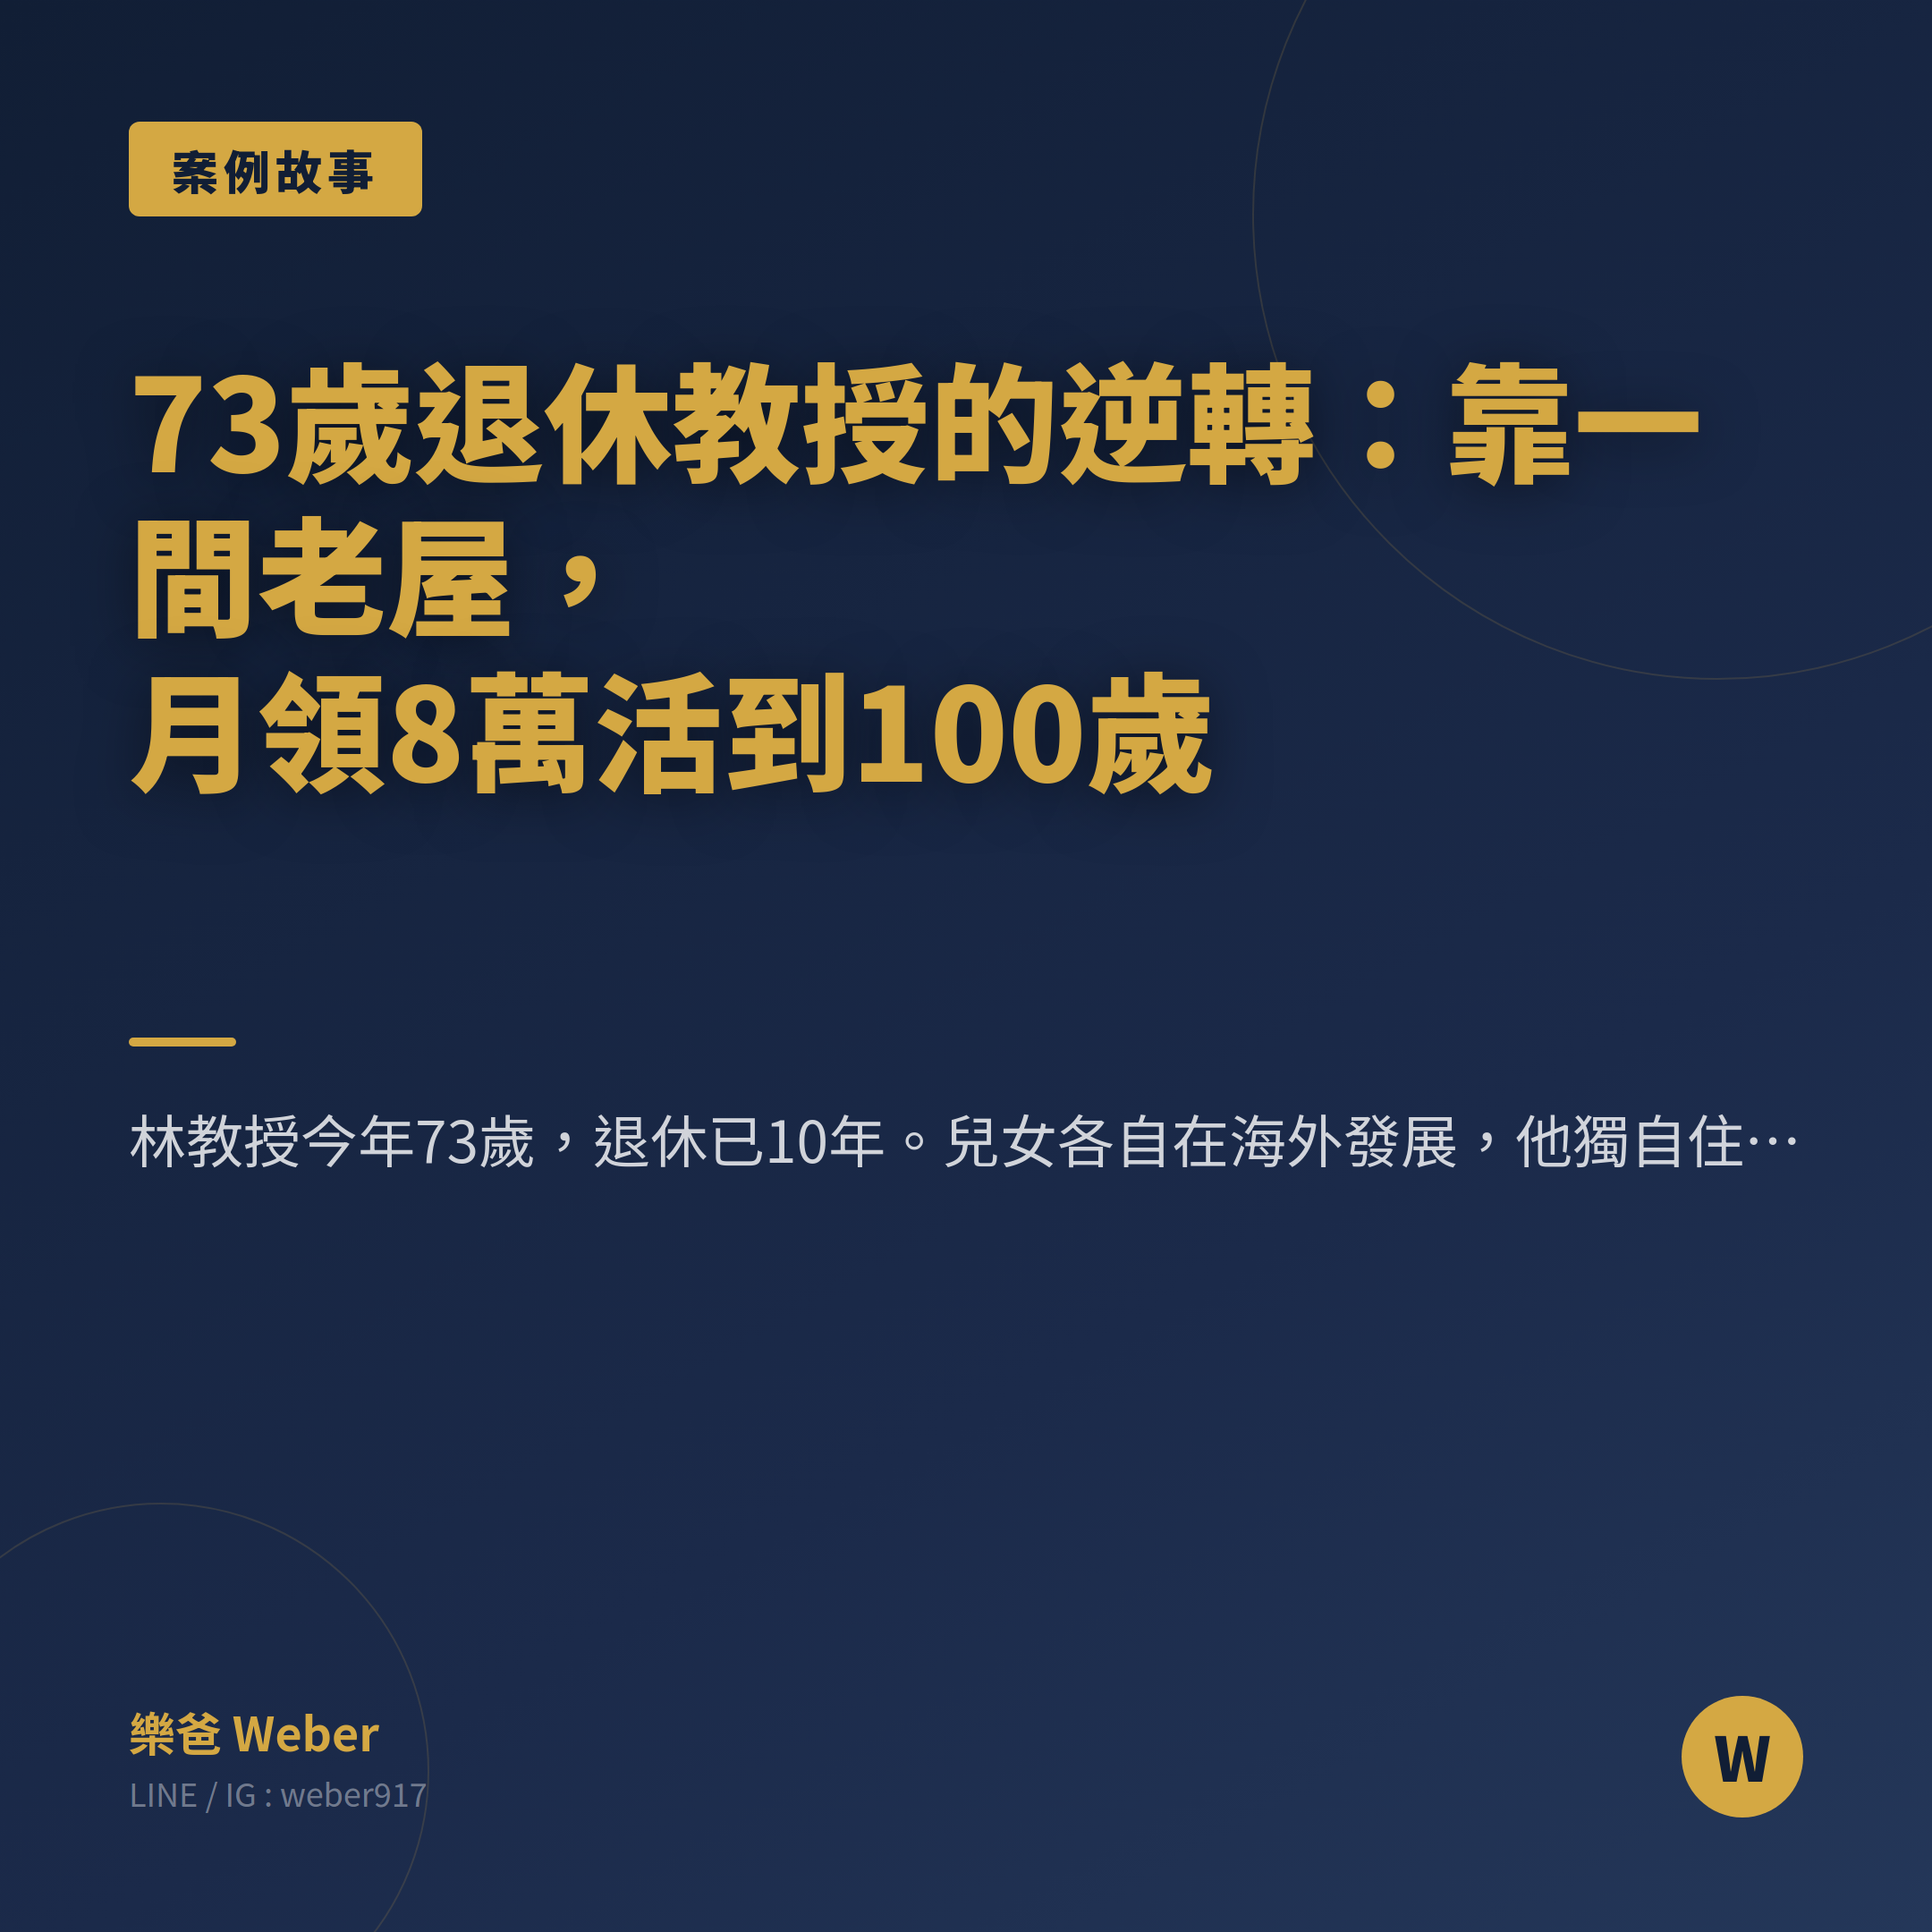 案例故事
73歲退休教授的逆轉：靠一
間老屋，
月領8萬活到100歲
林教授今年73歲，退休已10年。兒女各自在海外發展，他獨自住…
樂爸 Weber
LINE / IG : weber917
W